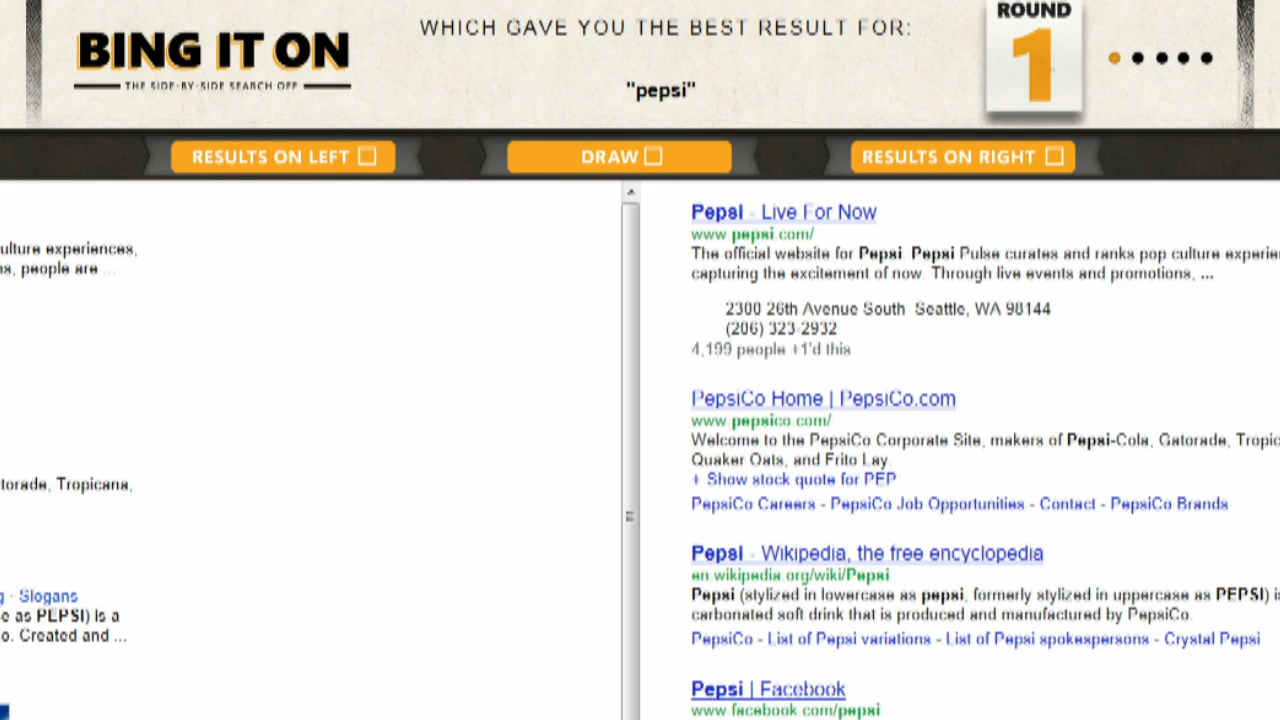 BING IT ON
THE SIDE-BY-SIDE SEARCH OFF
WHICH GAVE YOU THE BEST RESULT FOR:
"pepsi"
ROUND
1
RESULTS ON LEFT
DRAW
RESULTS ON RIGHT
ulture experiences,
s, people are ...
torade, Tropicana,
g · Slogans
e as PEPSI) is a
o. Created and ...
Pepsi - Live For Now
www.pepsi.com/
The official website for Pepsi. Pepsi Pulse curates and ranks pop culture experie
capturing the excitement of now. Through live events and promotions, ...
2300 26th Avenue South Seattle, WA 98144
(206) 323-2932
4,199 people +1'd this
PepsiCo Home | PepsiCo.com
www.pepsico.com/
Welcome to the PepsiCo Corporate Site, makers of Pepsi-Cola, Gatorade, Tropic
Quaker Oats, and Frito Lay.
+ Show stock quote for PEP
PepsiCo Careers - PepsiCo Job Opportunities - Contact - PepsiCo Brands
Pepsi - Wikipedia, the free encyclopedia
en.wikipedia.org/wiki/Pepsi
Pepsi (stylized in lowercase as pepsi, formerly stylized in uppercase as PEPSI) is
carbonated soft drink that is produced and manufactured by PepsiCo.
PepsiCo - List of Pepsi variations - List of Pepsi spokespersons - Crystal Pepsi
Pepsi | Facebook
www.facebook.com/pepsi